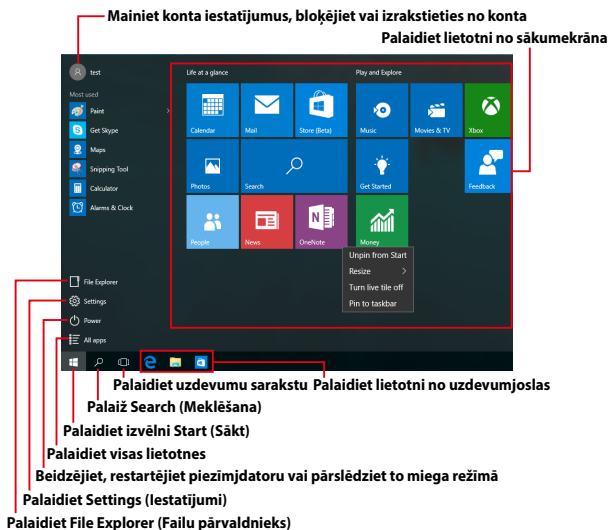 Mainiet konta iestatījumus, bloķējiet vai izrakstieties no konta
Palaidiet lietotni no sākumekrāna
test
Most used
Paint
Get Skype
Maps
Snipping Tool
Calculator
Alarms & Clock
File Explorer
Settings
Power
All apps
Life at a glance
Play and Explore
Calendar
Mail
Store (Beta)
Music
Movies & TV
Xbox
Photos
Search
Get Started
Feedback
People
News
OneNote
Money
Unpin from Start
Resize
Turn live tile off
Pin to taskbar
Palaidiet uzdevumu sarakstu
Palaidiet lietotni no uzdevumjoslas
Palaiž Search (Meklēšana)
Palaidiet izvēlni Start (Sākt)
Palaidiet visas lietotnes
Beidzējiet, restartējiet piezīmjdatoru vai pārslēdziet to miega režīmā
Palaidiet Settings (Iestatījumi)
Palaidiet File Explorer (Failu pārvaldnieks)